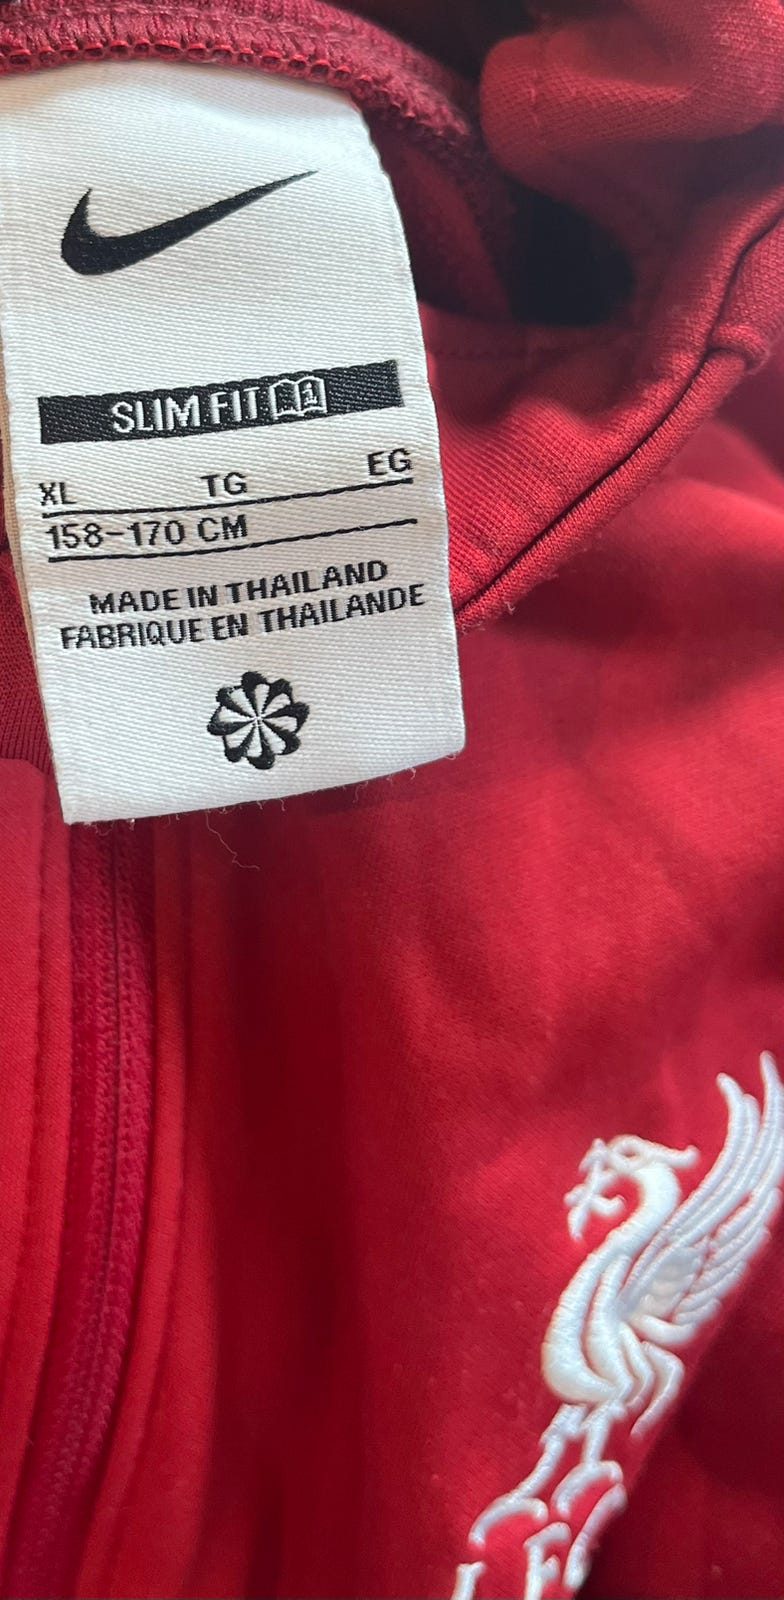 SLIM FIT
XL TG EG
158-170 CM
MADE IN THAILAND
FABRIQUE EN THAILANDE
L F